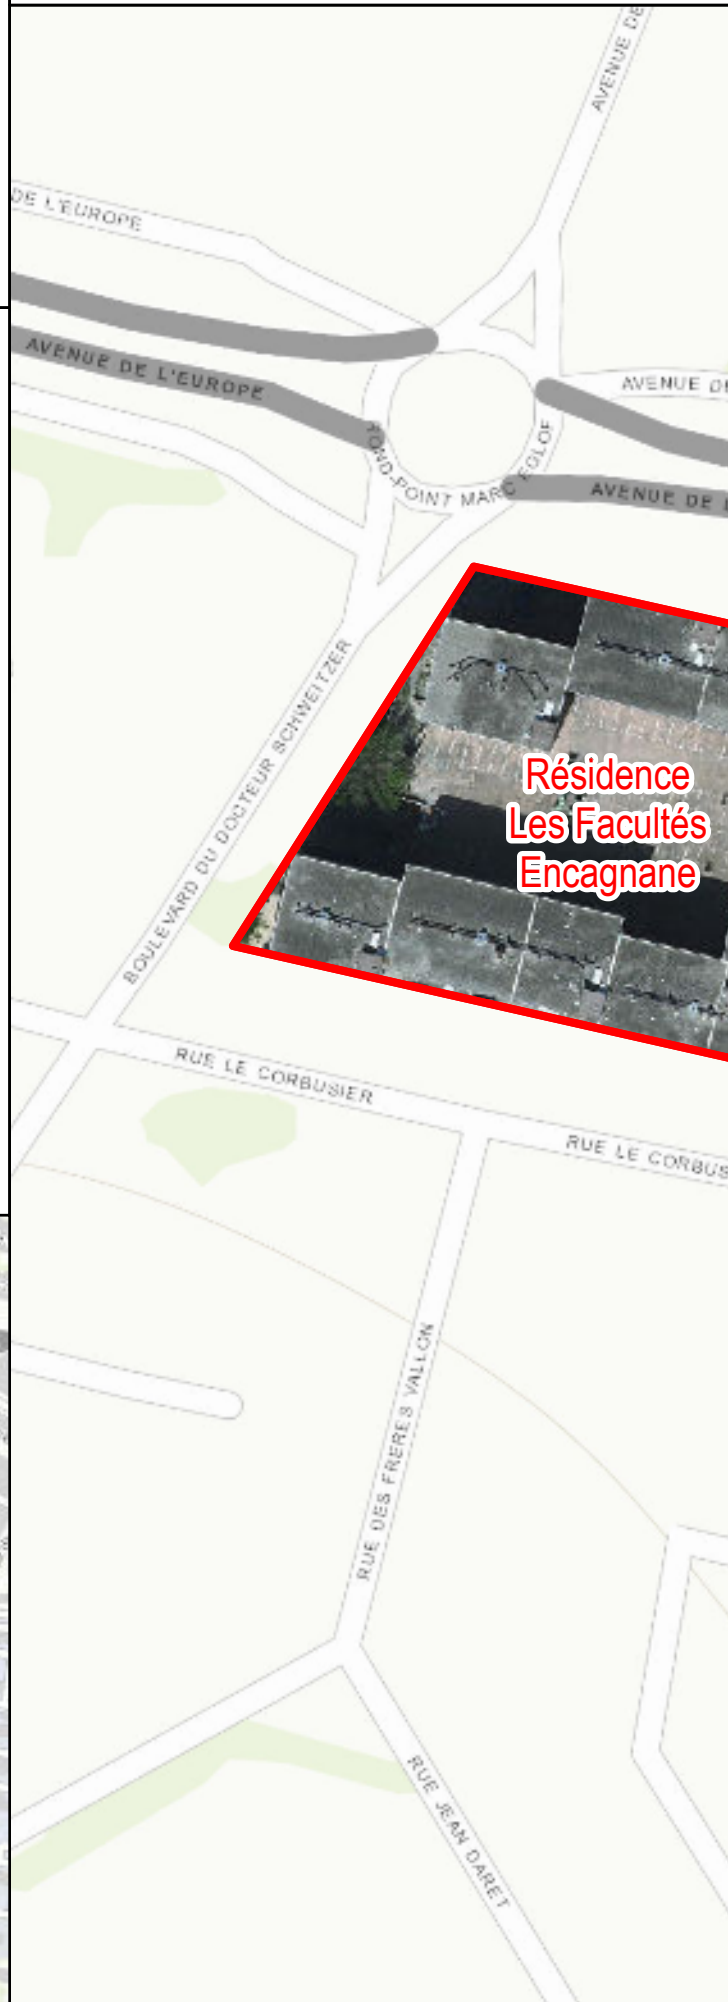 AVENUE DE
DE L'EUROPE
AVENUE DE L'EUROPE
AVENUE DE
ROND-POINT MARC EGLOF
AVENUE DE L
BOULEVARD DU DOCTEUR SCHWEITZER
Résidence
Les Facultés
Encagnane
RUE LE CORBUSIER
RUE LE CORBUS
RUE DES FRERES VALLON
RUE JEAN DARET